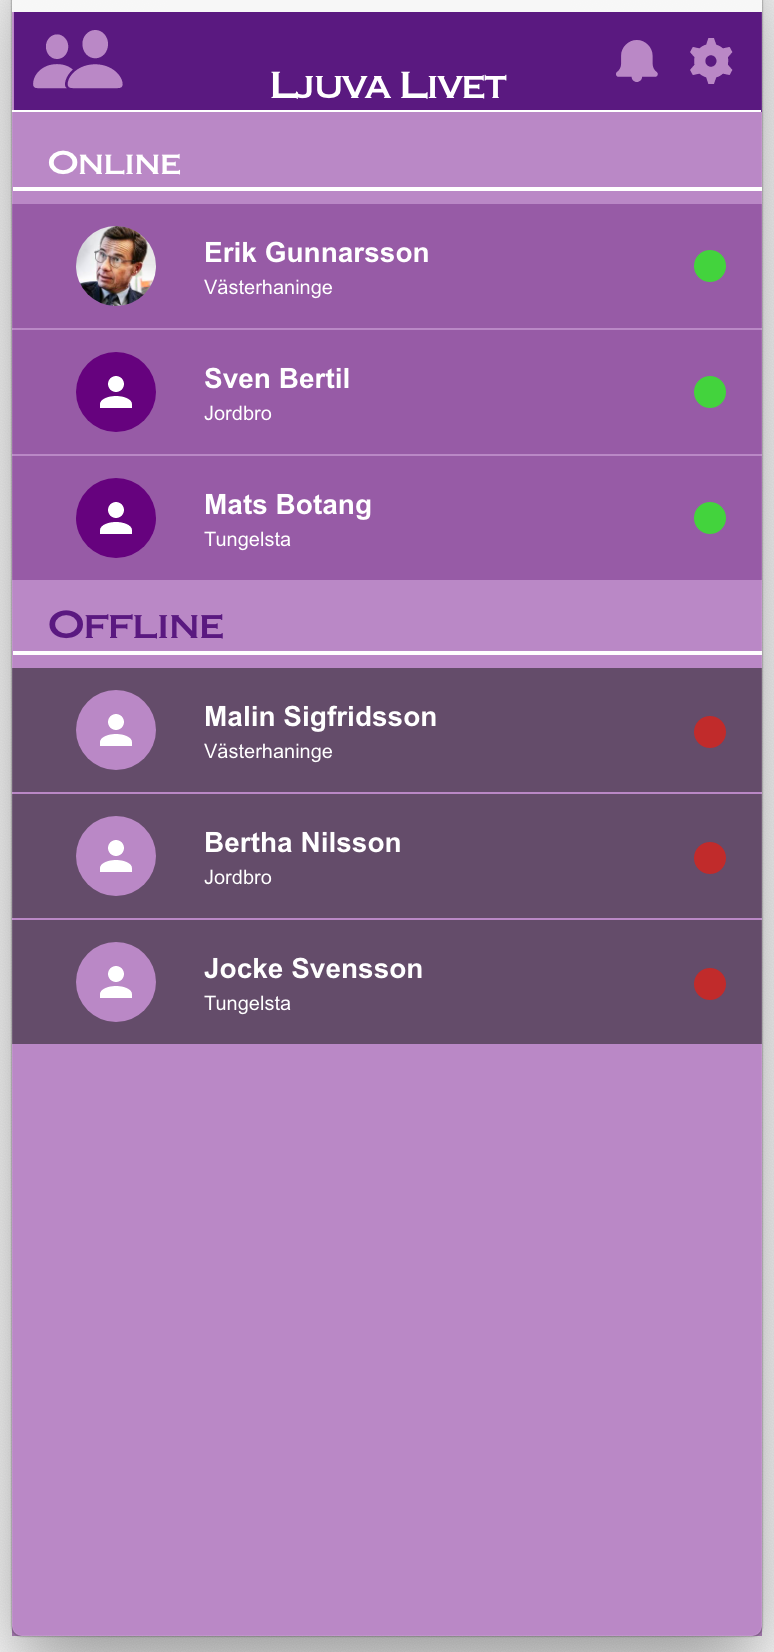 Ljuva Livet
Online
Erik Gunnarsson
Västerhaninge
Sven Bertil
Jordbro
Mats Botang
Tungelsta
Offline
Malin Sigfridsson
Västerhaninge
Bertha Nilsson
Jordbro
Jocke Svensson
Tungelsta